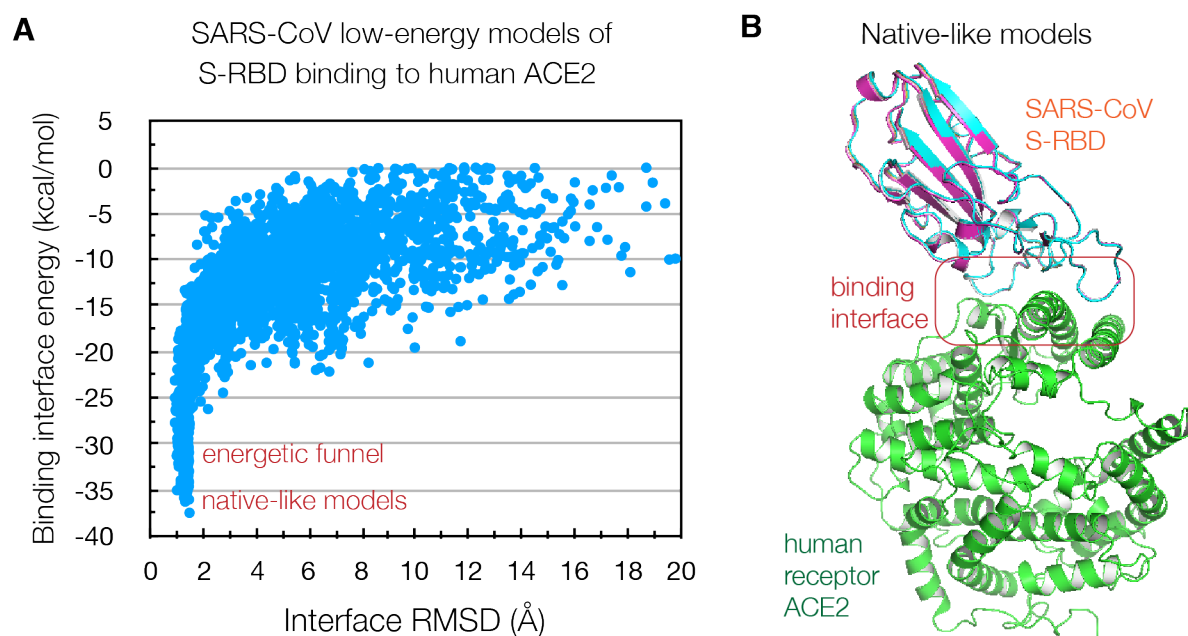 A
SARS-CoV low-energy models of
S-RBD binding to human ACE2
Binding interface energy (kcal/mol)
5
0
-5
-10
-15
-20
-25
-30
-35
-40
energetic funnel
native-like models
0 2 4 6 8 10 12 14 16 18 20
Interface RMSD (Å)
B
Native-like models
SARS-CoV
S-RBD
binding
interface
human
receptor
ACE2